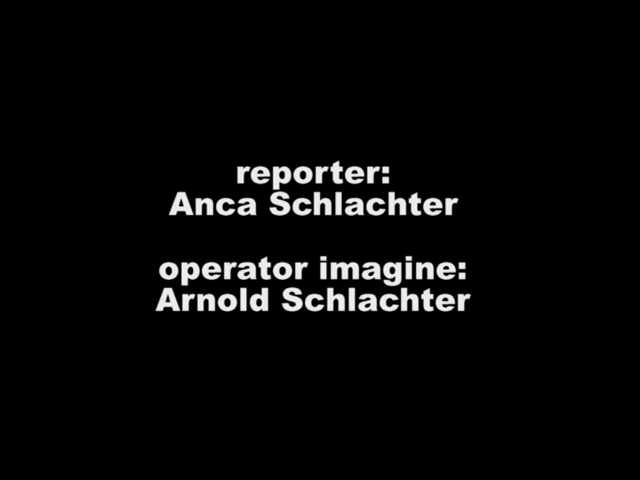 reporter:
Anca Schlachter
operator imagine:
Arnold Schlachter